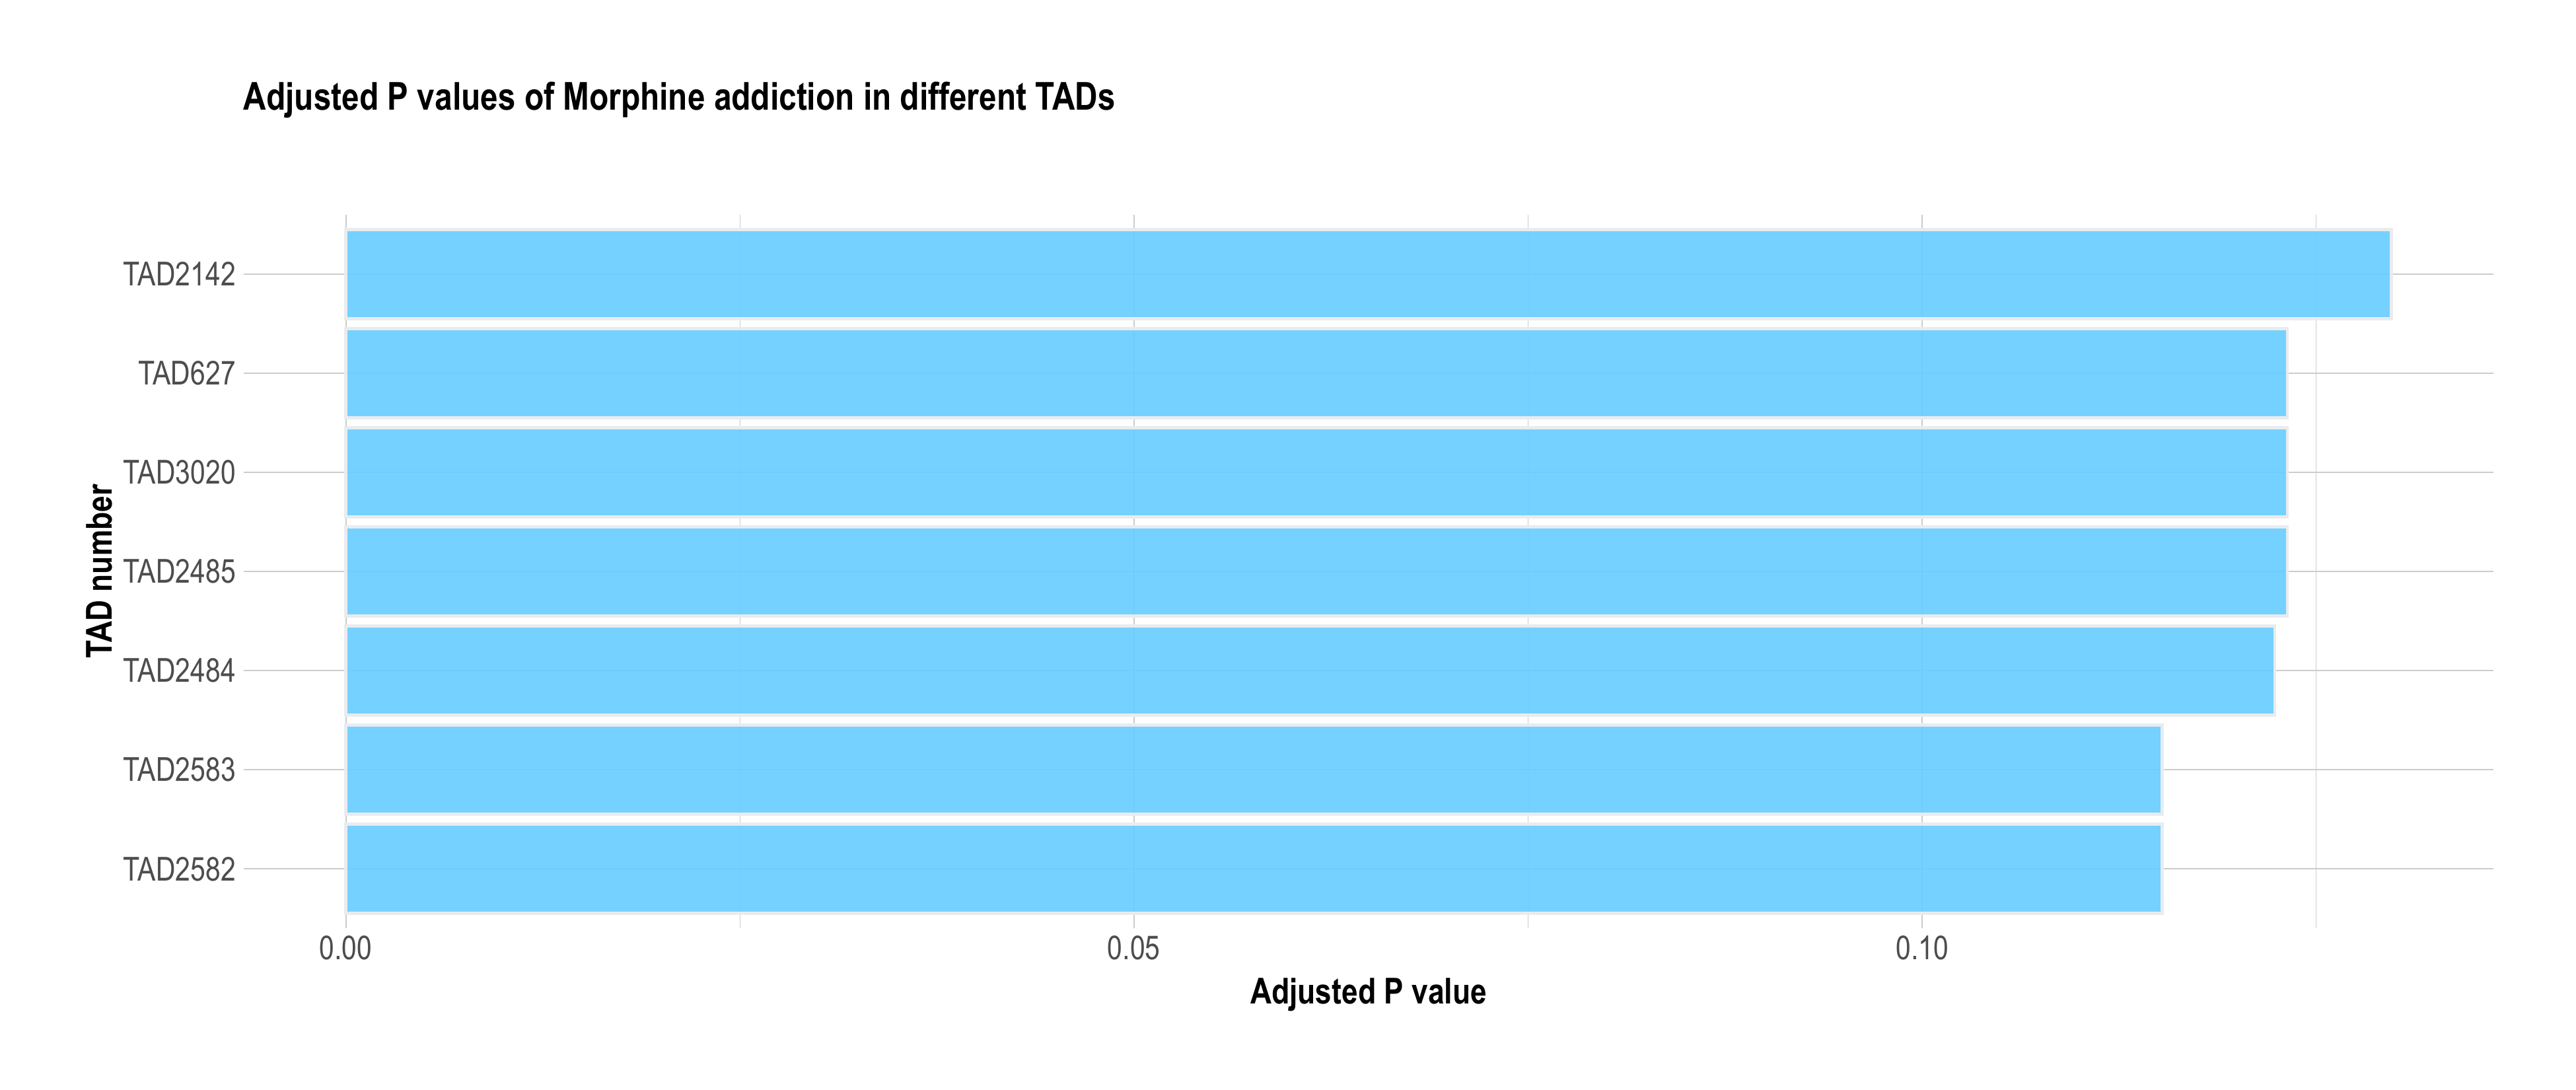 Adjusted P values of Morphine addiction in different TADs
TAD number
TAD2142
TAD627
TAD3020
TAD2485
TAD2484
TAD2583
TAD2582
0.00
0.05
0.10
Adjusted P value